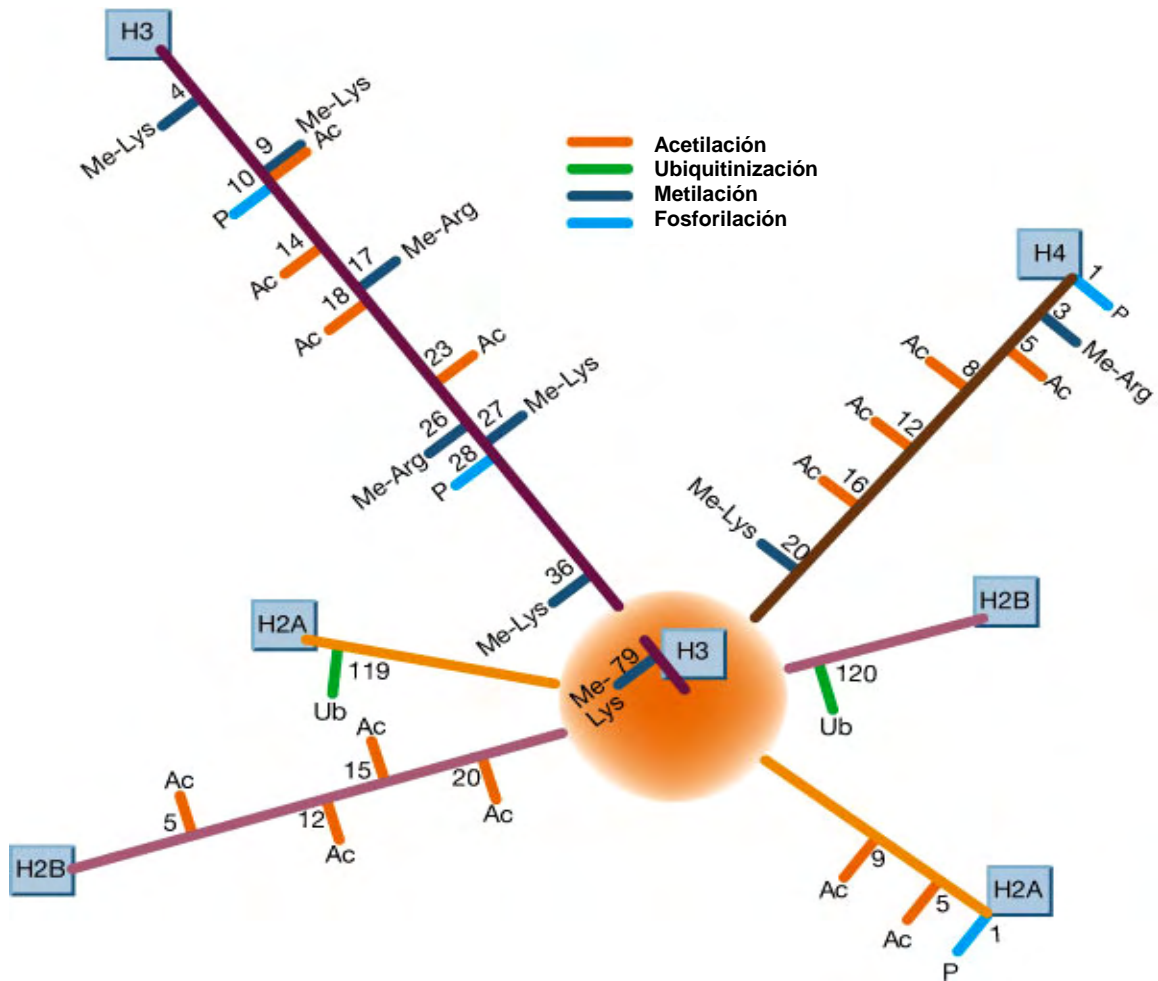 H3
4
Me-Lys
9
Me-Lys
Ac
10
P
14
Ac
17
Me-Arg
18
Ac
23
Ac
26
Me-Arg
27
Me-Lys
28
P
36
Me-Lys
Acetilación
Ubiquitinización
Metilación
Fosforilación
H4
1
P
3
Me-Arg
5
Ac
8
Ac
12
Ac
16
Ac
20
Me-Lys
H2A
119
Ub
H3
79
Me-
Lys
H2B
120
Ub
H2B
5
Ac
12
Ac
15
Ac
20
Ac
H2A
9
Ac
5
Ac
1
P